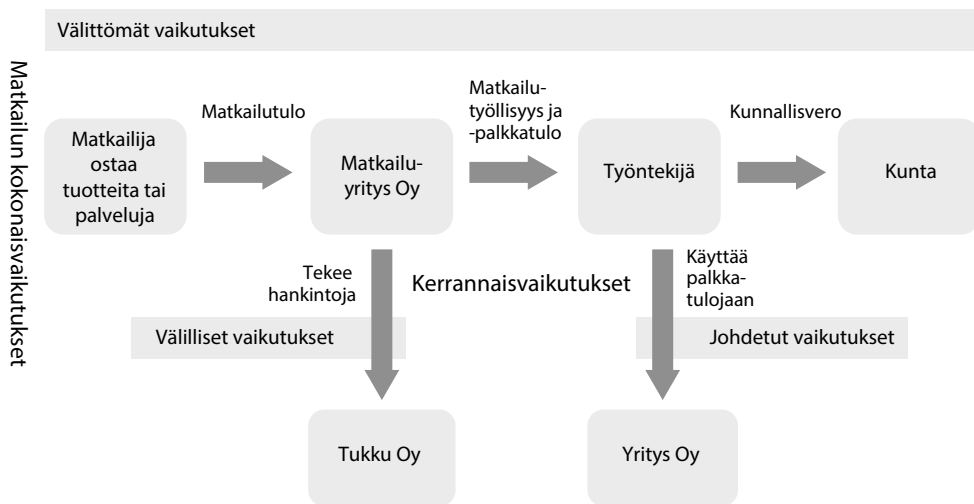 Välittömät vaikutukset
Matkailun kokonaisvaikutukset
Matkailija
ostaa
tuotteita tai
palveluja
Matkailutulo
Matkailu-
yritys Oy
Matkailu-
työllisyys ja
-palkkatulo
Työntekijä
Kunnallisvero
Kunta
Tekee
hankintoja
Kerrannaisvaikutukset
Käyttää
palkka-
tulojaan
Välilliset vaikutukset
Johdetut vaikutukset
Tukku Oy
Yritys Oy